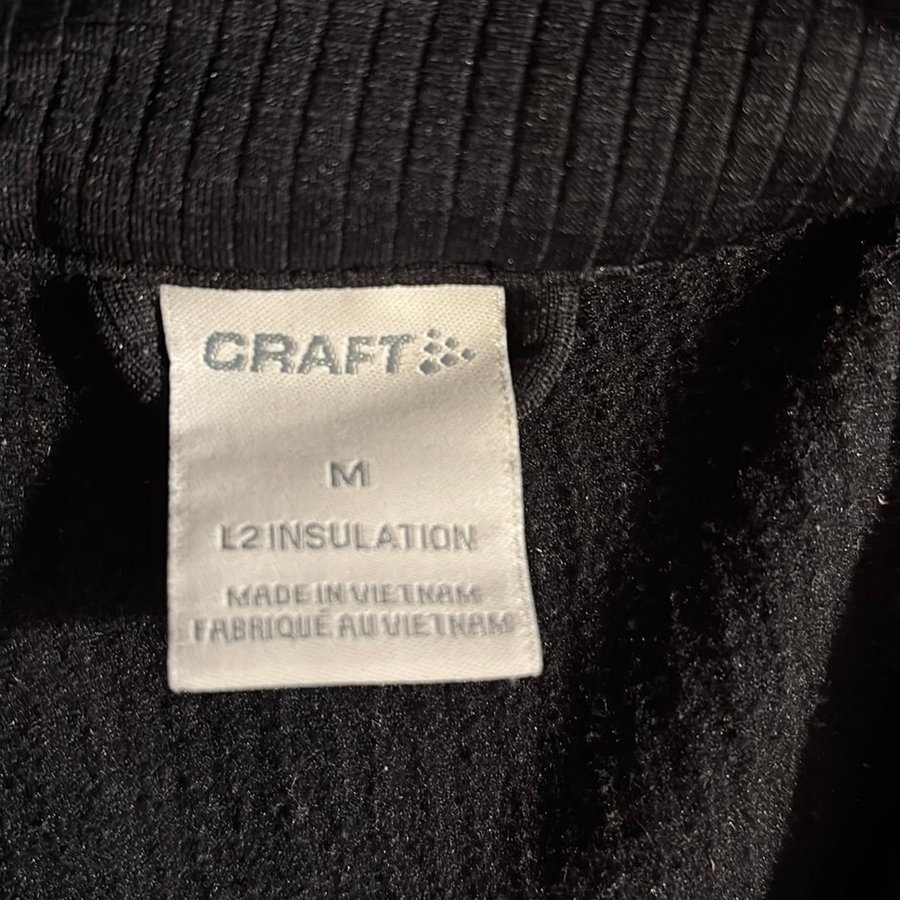 CRAFT
M
L2 INSULATION
MADE IN VIETNAM
FABRIQUÉ AU VIETNAM